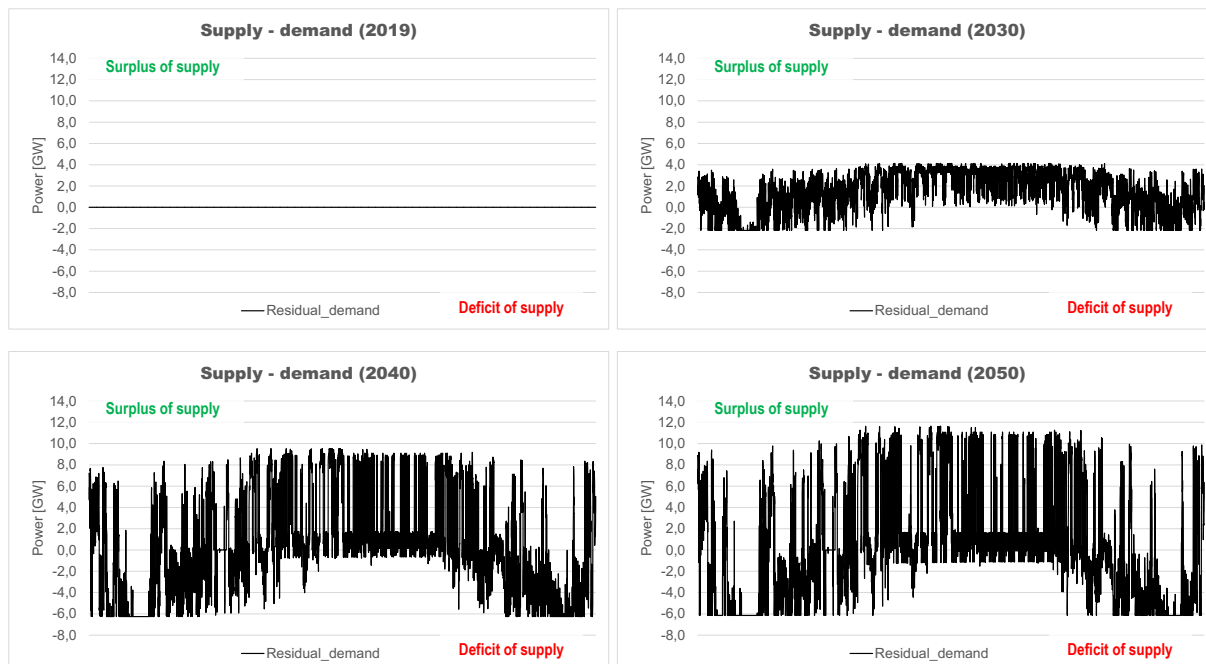 Supply - demand (2019)
Surplus of supply
14,0
12,0
10,0
8,0
6,0
4,0
2,0
0,0
-2,0
-4,0
-6,0
-8,0
Power [GW]
Residual_demand
Deficit of supply
Supply - demand (2030)
Surplus of supply
14,0
12,0
10,0
8,0
6,0
4,0
2,0
0,0
-2,0
-4,0
-6,0
-8,0
Power [GW]
Residual_demand
Deficit of supply
Supply - demand (2040)
Surplus of supply
14,0
12,0
10,0
8,0
6,0
4,0
2,0
0,0
-2,0
-4,0
-6,0
-8,0
Power [GW]
Residual_demand
Deficit of supply
Supply - demand (2050)
Surplus of supply
14,0
12,0
10,0
8,0
6,0
4,0
2,0
0,0
-2,0
-4,0
-6,0
-8,0
Power [GW]
Residual_demand
Deficit of supply